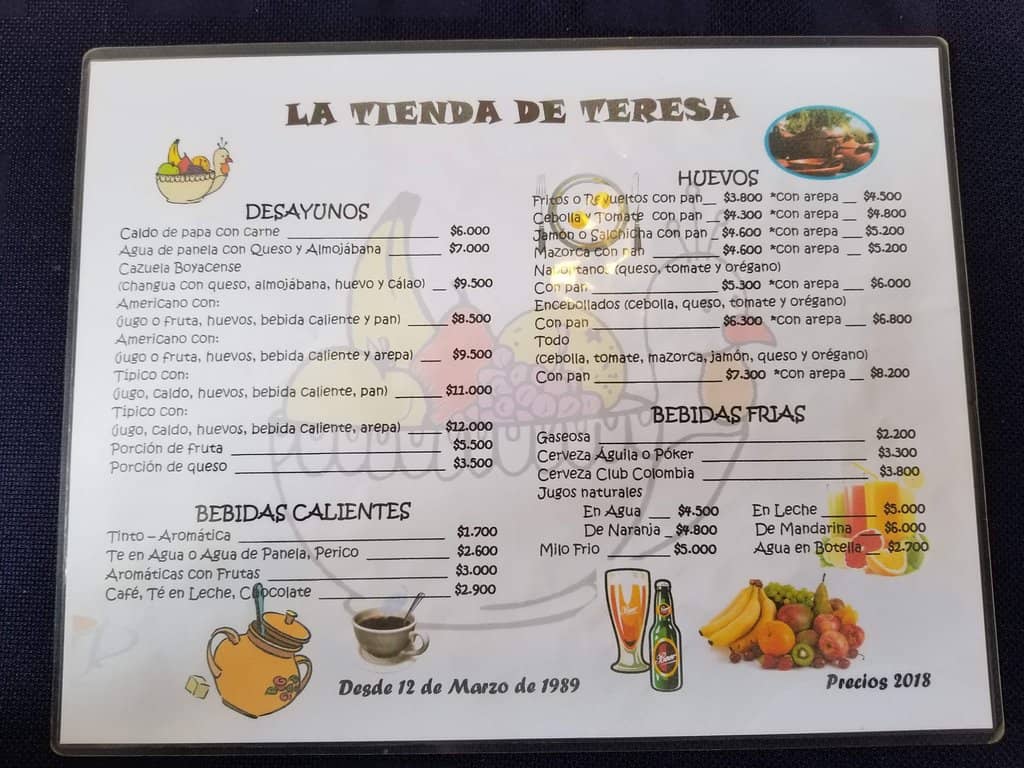 LA TIENDA DE TERESA
DESAYUNOS
Caldo de papa con carne $6.000
Agua de panela con Queso y Almojábana $7.000
Cazuela Boyacense
(Changua con queso, almojábana, huevo y cálao) $9.500
Americano con:
(jugo o fruta, huevos, bebida caliente y pan) $8.500
Americano con:
(jugo o fruta, huevos, bebida caliente y arepa) $9.500
Típico con:
(jugo, caldo, huevos, bebida caliente, pan) $11.000
Típico con:
(jugo, caldo, huevos, bebida caliente, arepa) $12.000
Porción de fruta $5.500
Porción de queso $3.500
BEBIDAS CALIENTES
Tinto – Aromática $1.700
Te en Agua o Agua de Panela, Perico $2.600
Aromáticas con Frutas $3.000
Café, Té en Leche, Chocolate $2.900
Desde 12 de Marzo de 1989
HUEVOS
Fritos o Revueltos con pan $3.800 *con arepa $4.500
Cebolla y Tomate con pan $4.300 *con arepa $4.800
Jamón o Salchicha con pan $4.600 *con arepa $5.200
Mazorca con pan $4.600 *con arepa $5.200
Napolitanos (queso, tomate y orégano)
Con pan $5.300 *con arepa $6.000
Encebollados (cebolla, queso, tomate y orégano)
Con pan $6.300 *con arepa $6.800
Todo
(cebolla, tomate, mazorca, jamón, queso y orégano)
Con pan $7.300 *con arepa $8.200
BEBIDAS FRIAS
Gaseosa $2.200
Cerveza Águila o Póker $3.300
Cerveza Club Colombia $3.800
Jugos naturales
En Agua $4.500 En Leche $5.000
De Naranja $4.800 De Mandarina $6.000
Milo Frio $5.000 Agua en Botella $2.700
Precios 2018